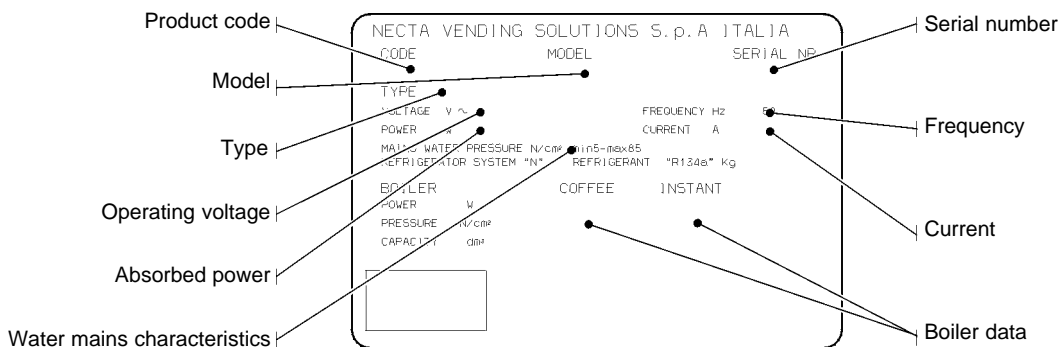 Product code
Model
Type
Operating voltage
Absorbed power
Water mains characteristics
NECTA VENDING SOLUTIONS S.p.A ITALIA
CODE MODEL SERIAL NR
TYPE
VOLTAGE V ~ FREQUENCY Hz 50
POWER W CURRENT A
MAINS WATER PRESSURE N/cm² min5-max85
REFRIGERATOR SYSTEM "N" REFRIGERANT "R134a" Kg
BOILER COFFEE INSTANT
POWER W
PRESSURE N/cm²
CAPACITY dm³
Serial number
Frequency
Current
Boiler data